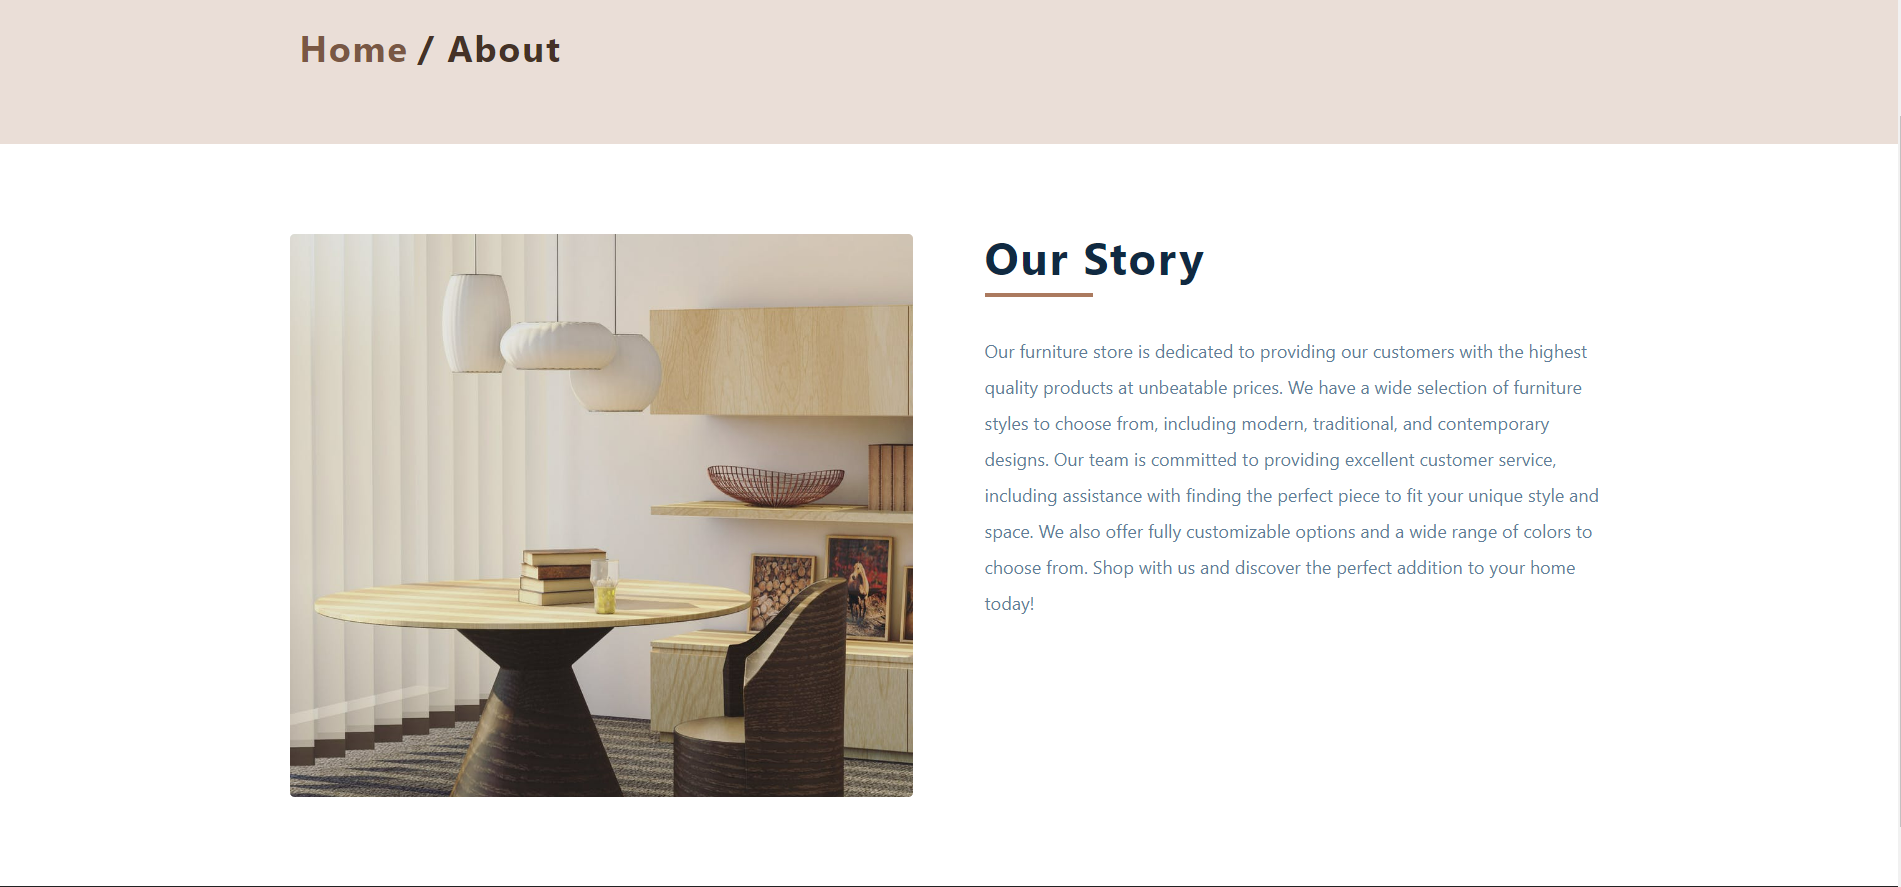 Home / About
Our Story
Our furniture store is dedicated to providing our customers with the highest
quality products at unbeatable prices. We have a wide selection of furniture
styles to choose from, including modern, traditional, and contemporary
designs. Our team is committed to providing excellent customer service,
including assistance with finding the perfect piece to fit your unique style and
space. We also offer fully customizable options and a wide range of colors to
choose from. Shop with us and discover the perfect addition to your home
today!